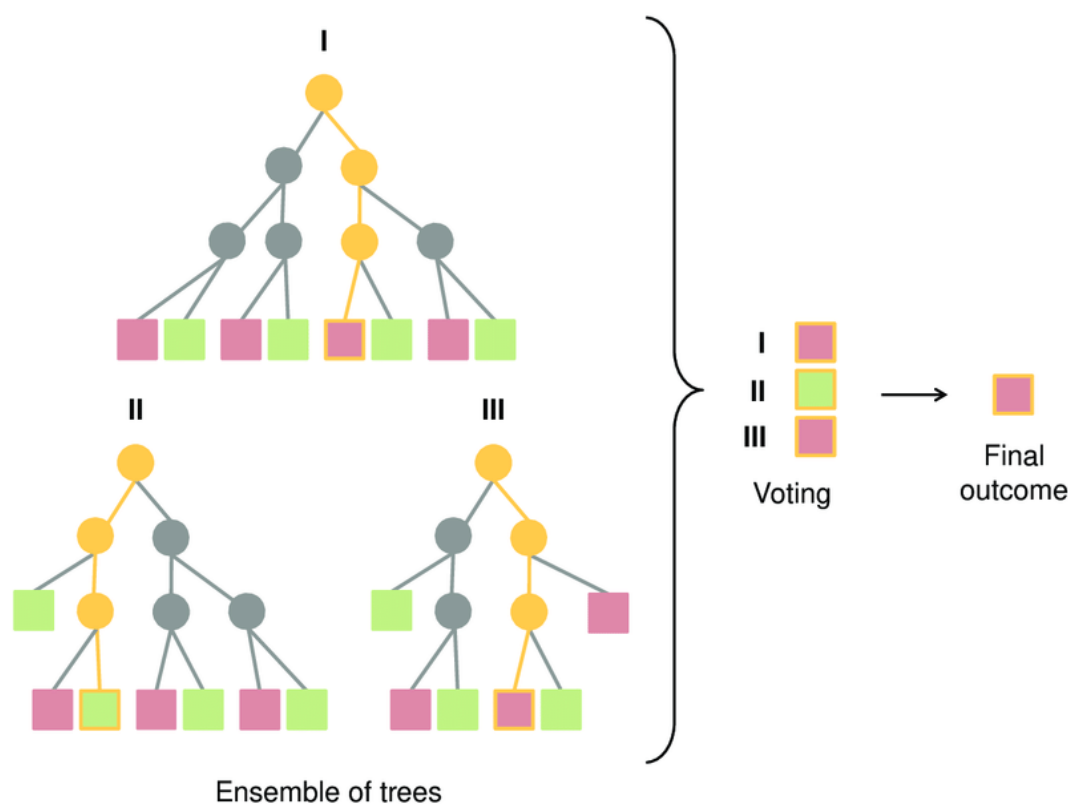 I
II
III
Ensemble of trees
I
II
III
Voting
Final
outcome